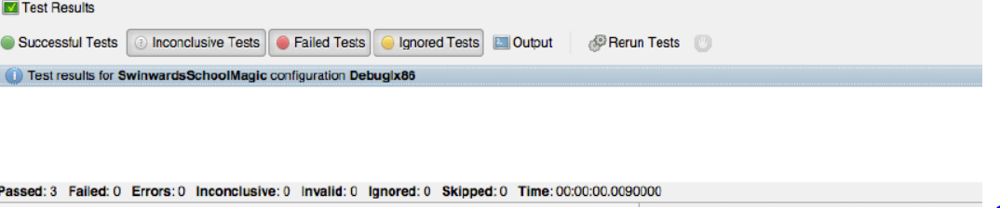 Test Results
Successful Tests Inconclusive Tests Failed Tests Ignored Tests Output Rerun Tests
Test results for SwinwardsSchoolMagic configuration Debug|x86
Passed: 3 Failed: 0 Errors: 0 Inconclusive: 0 Invalid: 0 Ignored: 0 Skipped: 0 Time: 00:00:00.0090000